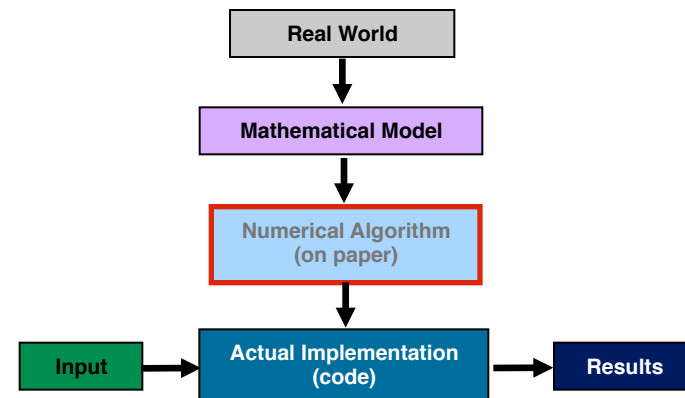 Real World
Mathematical Model
Numerical Algorithm
(on paper)
Input
Actual Implementation
(code)
Results